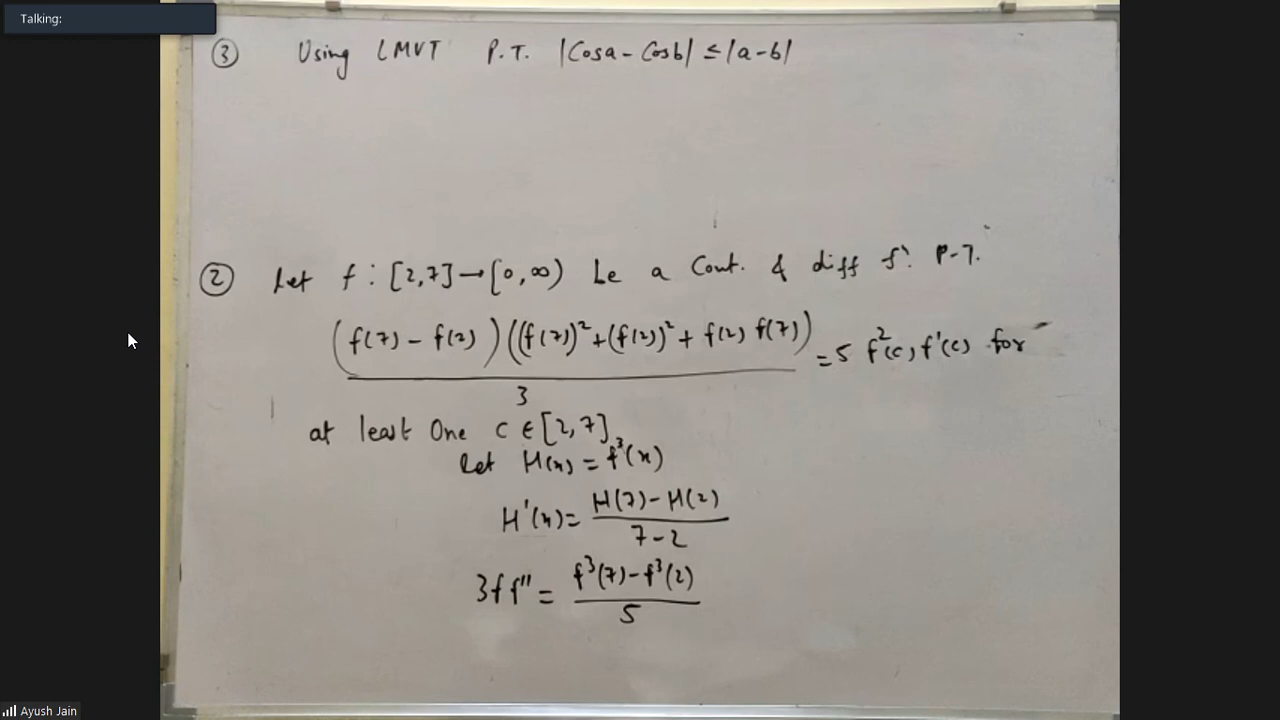 Talking:
③ Using LMVT P.T. |Cosa - Cosb| ≤ |a-b|
② Let f : [2,7] → [0,∞) be a Cont. & diff fⁿ. P.T.
(f(7) - f(2)) ((f(7))² + (f(2))² + f(2) f(7)) / 3 = 5 f²(c) f'(c) for
at least One c ∈ [2,7]
Let H(x) = f³(x)
H'(x) = H(7) - H(2) / 7-2
3ff'' = f³(7) - f³(2) / 5
Ayush Jain